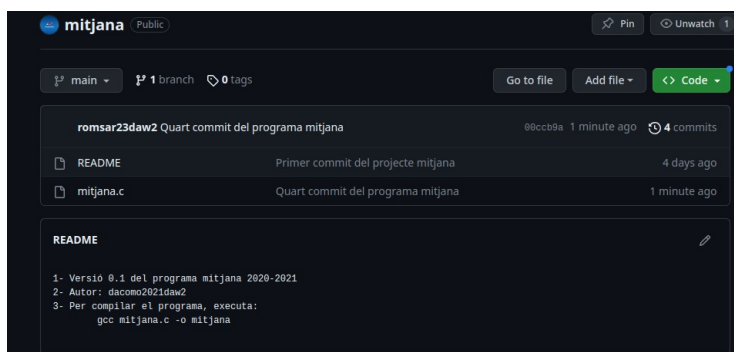 mitjana Public Pin Unwatch 1
main 1 branch 0 tags Go to file Add file <> Code
romsar23daw2 Quart commit del programa mitjana 00ccb9a 1 minute ago 4 commits
README Primer commit del projecte mitjana 4 days ago
mitjana.c Quart commit del programa mitjana 1 minute ago
README
1- Versió 0.1 del programa mitjana 2020-2021
2- Autor: dacomo2021daw2
3- Per compilar el programa, executa:
gcc mitjana.c -o mitjana